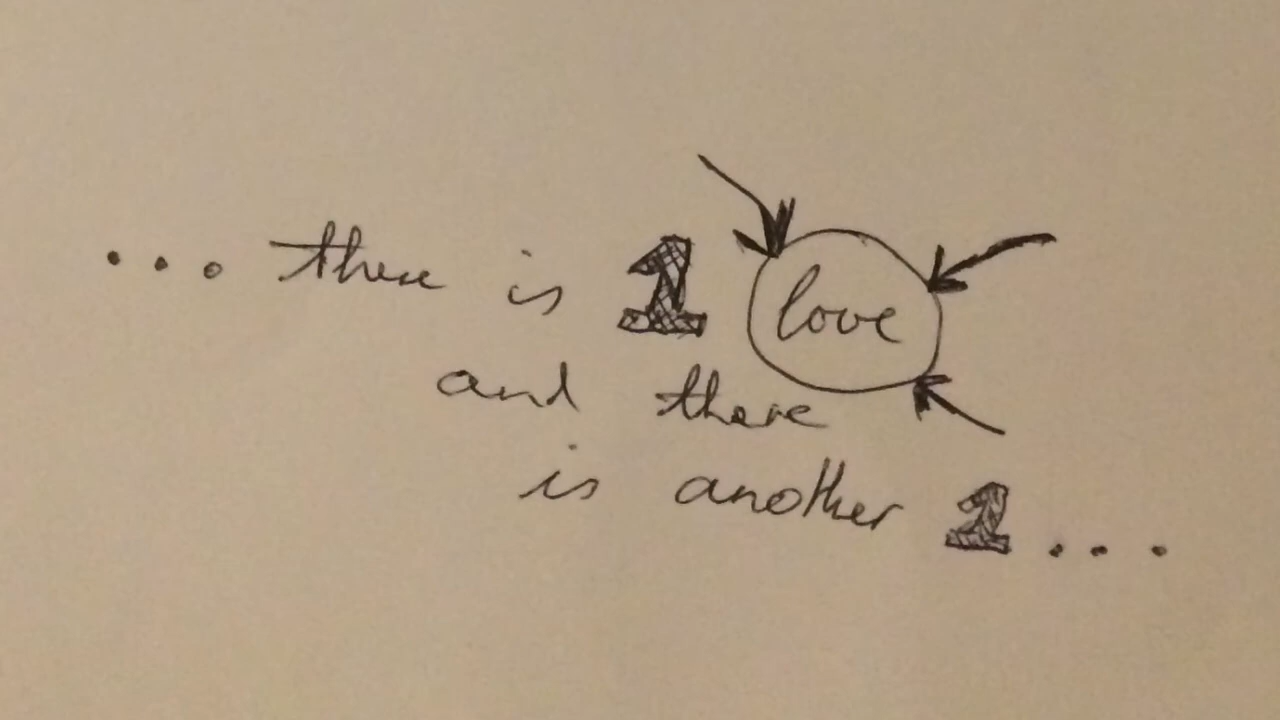 ... there is 1 love
and there
is another 1...